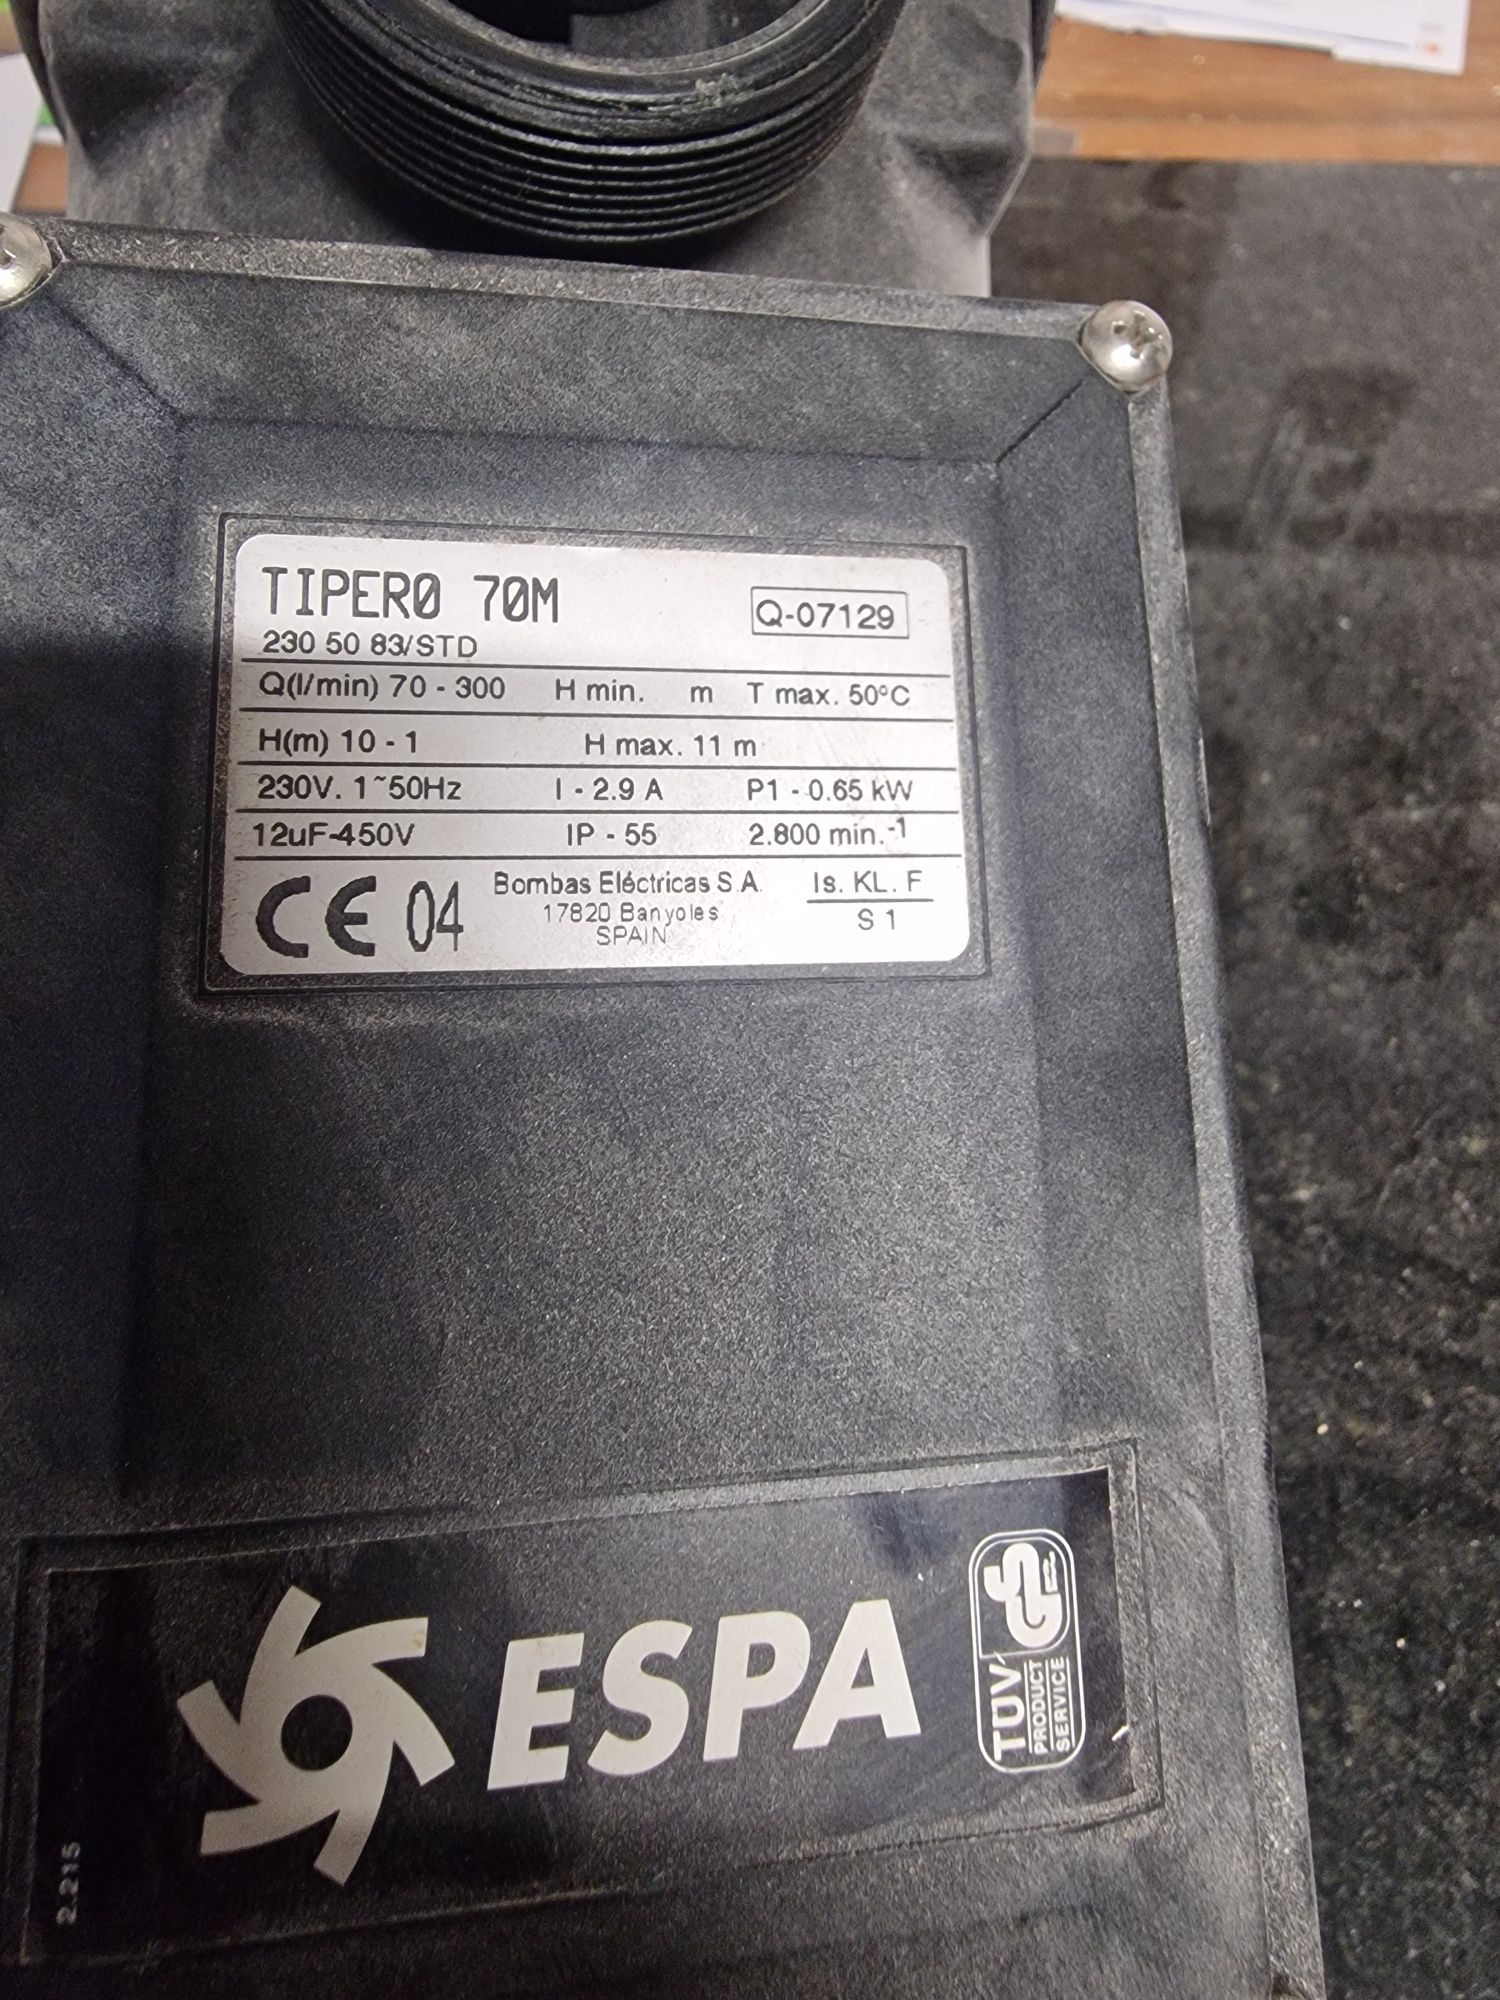 TIPER0 70M
Q-07129
230 50 83/STD
Q(l/min) 70 - 300 H min. m T max. 50ºC
H(m) 10 - 1 H max. 11 m
230V. 1~50Hz I - 2.9 A P1 - 0.65 kW
12uF-450V IP - 55 2.800 min.-1
CE 04
Bombas Eléctricas S.A.
17820 Banyoles
SPAIN
Is. KL. F
S 1
ESPA
TÜV
PRODUCT
SERVICE
2.215